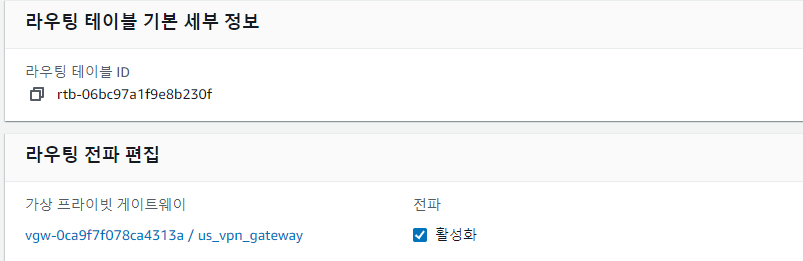 라우팅 테이블 기본 세부 정보
라우팅 테이블 ID
rtb-06bc97a1f9e8b230f
라우팅 전파 편집
가상 프라이빗 게이트웨이
전파
vgw-0ca9f7f078ca4313a / us_vpn_gateway
활성화